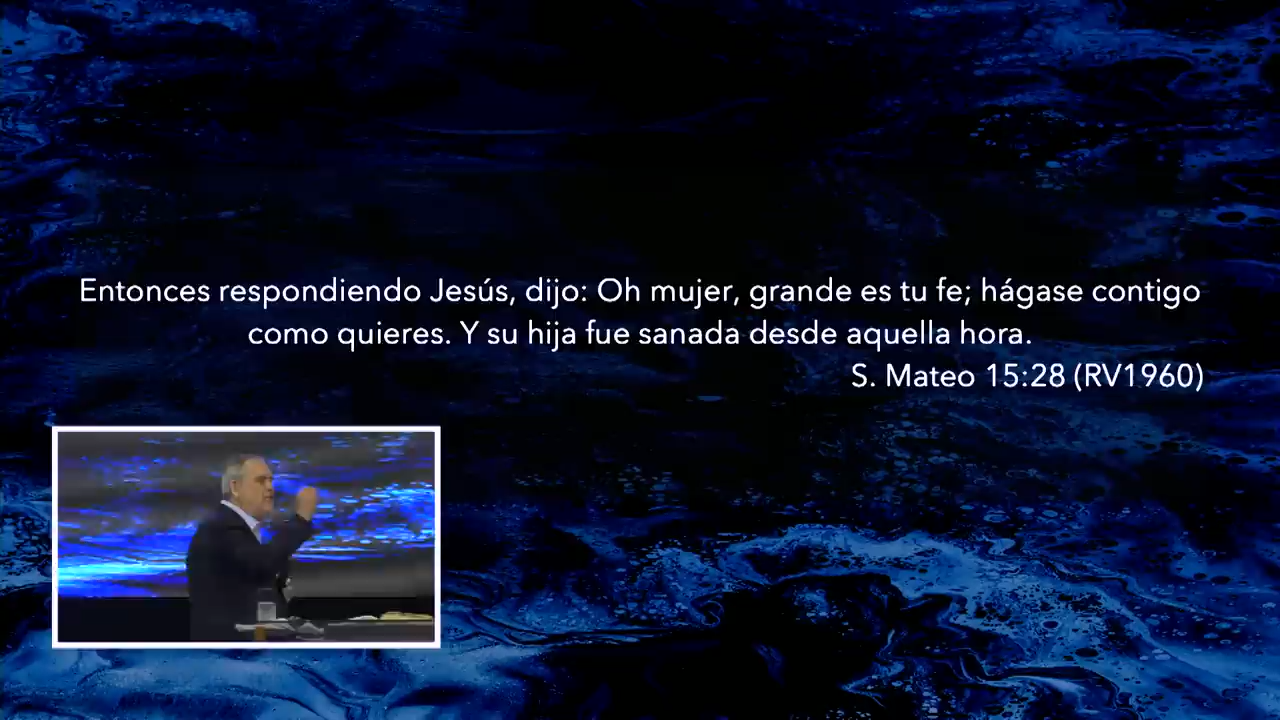 Entonces respondiendo Jesús, dijo: Oh mujer, grande es tu fe; hágase contigo
como quieres. Y su hija fue sanada desde aquella hora.
S. Mateo 15:28 (RV1960)